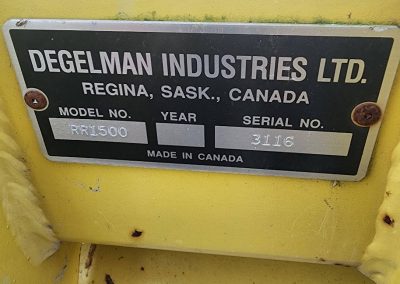 DEGELMAN INDUSTRIES LTD.
REGINA, SASK., CANADA
MODEL NO. YEAR SERIAL NO.
RR1500 3116
MADE IN CANADA